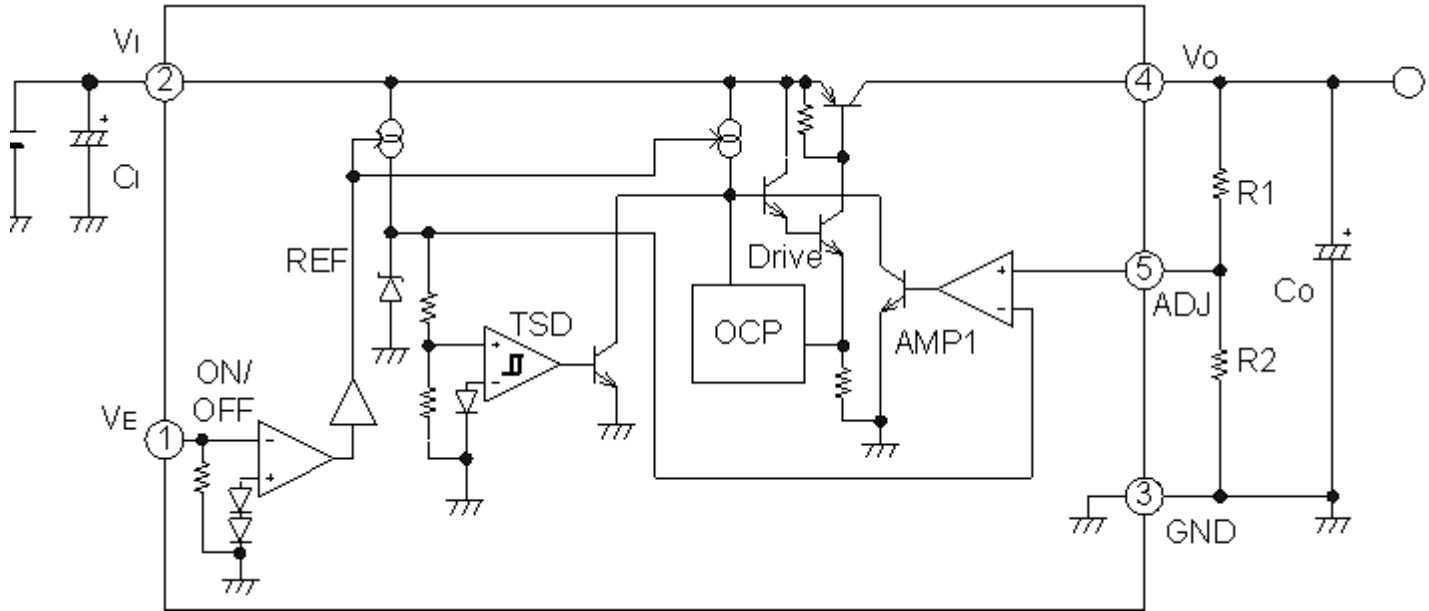 VI
2
+
CI
VO
4
R1
REF
Drive
+
5
ADJ
+
CO
-
TSD
OCP
AMP1
R2
+
-
ON/
OFF
VE
1
-
+
3
GND